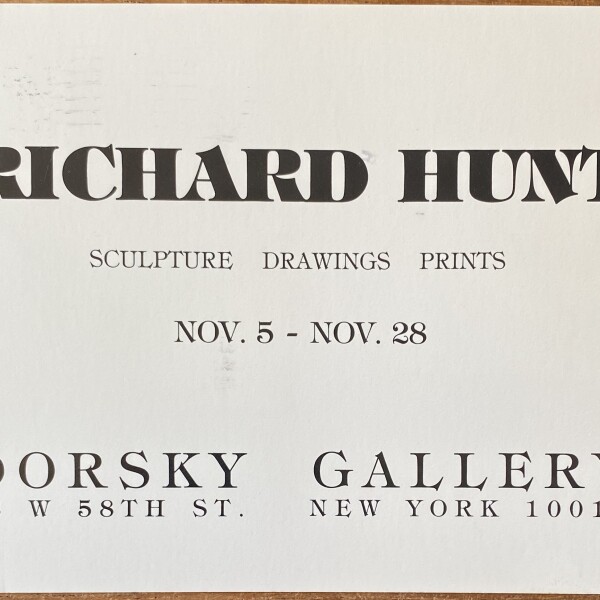 RICHARD HUNT
SCULPTURE DRAWINGS PRINTS
NOV. 5 - NOV. 28
DORSKY GALLERY
W 58TH ST. NEW YORK 1001